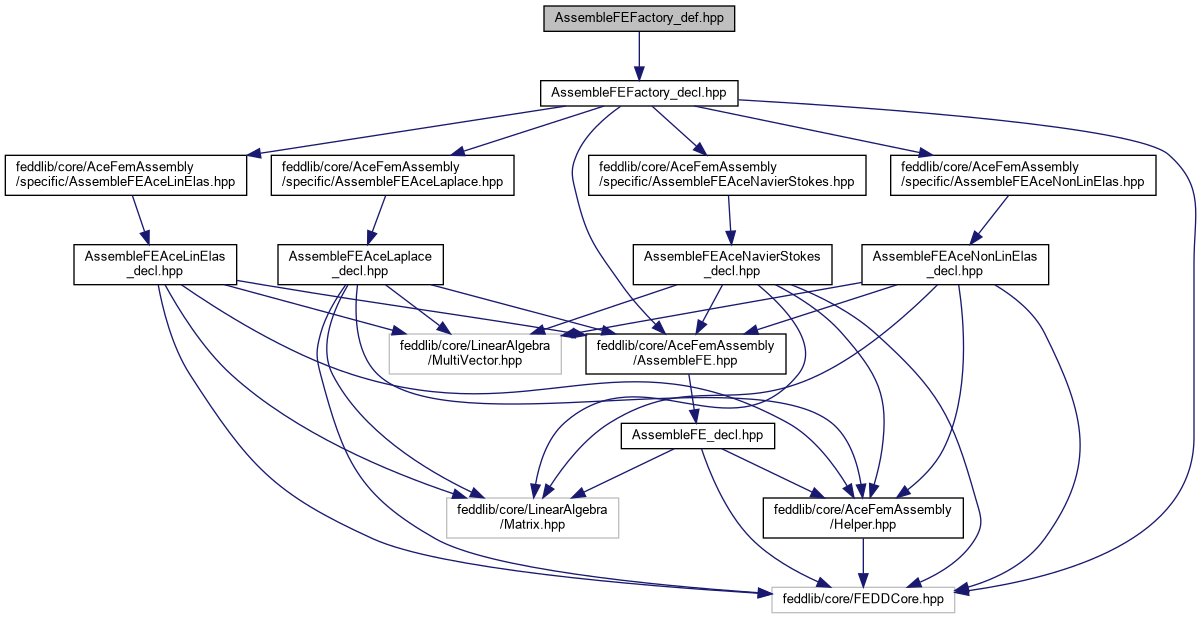 AssembleFEFactory_def.hpp
AssembleFEFactory_decl.hpp
feddlib/core/AceFemAssembly
/specific/AssembleFEAceLinElas.hpp
feddlib/core/AceFemAssembly
/specific/AssembleFEAceLaplace.hpp
feddlib/core/AceFemAssembly
/specific/AssembleFEAceNavierStokes.hpp
feddlib/core/AceFemAssembly
/specific/AssembleFEAceNonLinElas.hpp
AssembleFEAceLinElas
_decl.hpp
AssembleFEAceLaplace
_decl.hpp
AssembleFEAceNavierStokes
_decl.hpp
AssembleFEAceNonLinElas
_decl.hpp
feddlib/core/LinearAlgebra
/MultiVector.hpp
feddlib/core/AceFemAssembly
/AssembleFE.hpp
AssembleFE_decl.hpp
feddlib/core/LinearAlgebra
/Matrix.hpp
feddlib/core/AceFemAssembly
/Helper.hpp
feddlib/core/FEDDCore.hpp